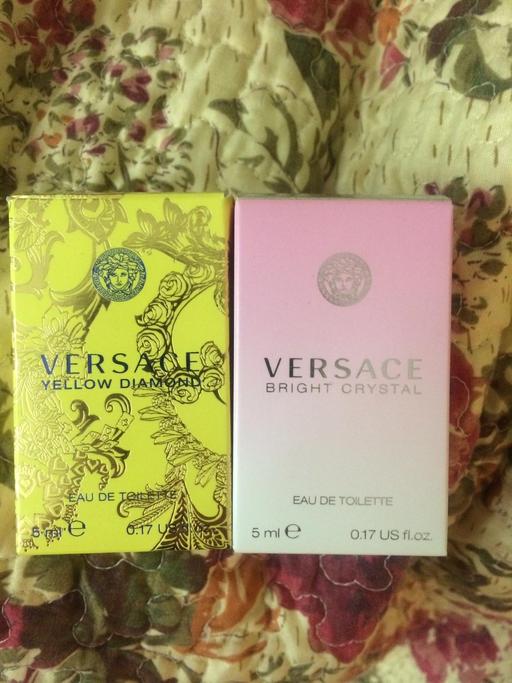 VERSACE
YELLOW DIAMOND
EAU DE TOILETTE
5 ml e 0.17 US fl.oz.
VERSACE
BRIGHT CRYSTAL
EAU DE TOILETTE
5 ml e 0.17 US fl.oz.